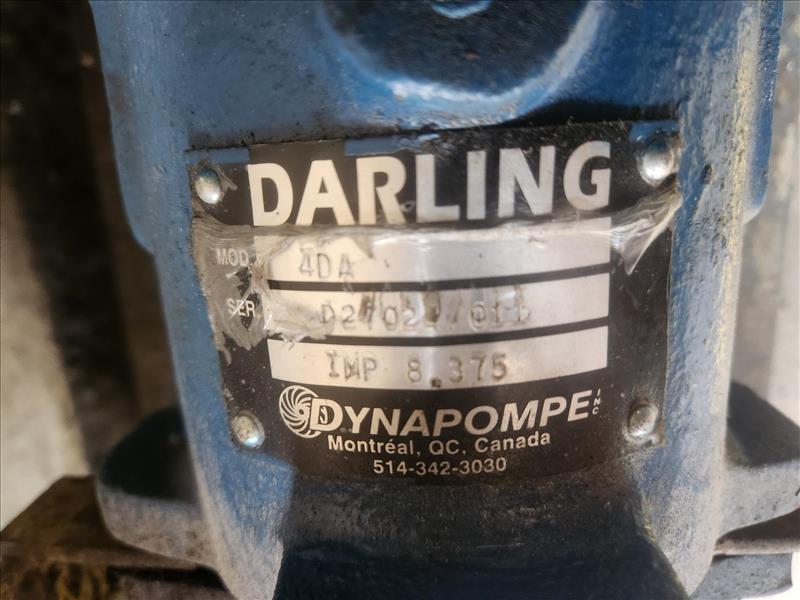 DARLING
MOD. 4DA
SER.
IMP 8.375
DYNAPOMPE INC
Montréal, QC, Canada
514-342-3030